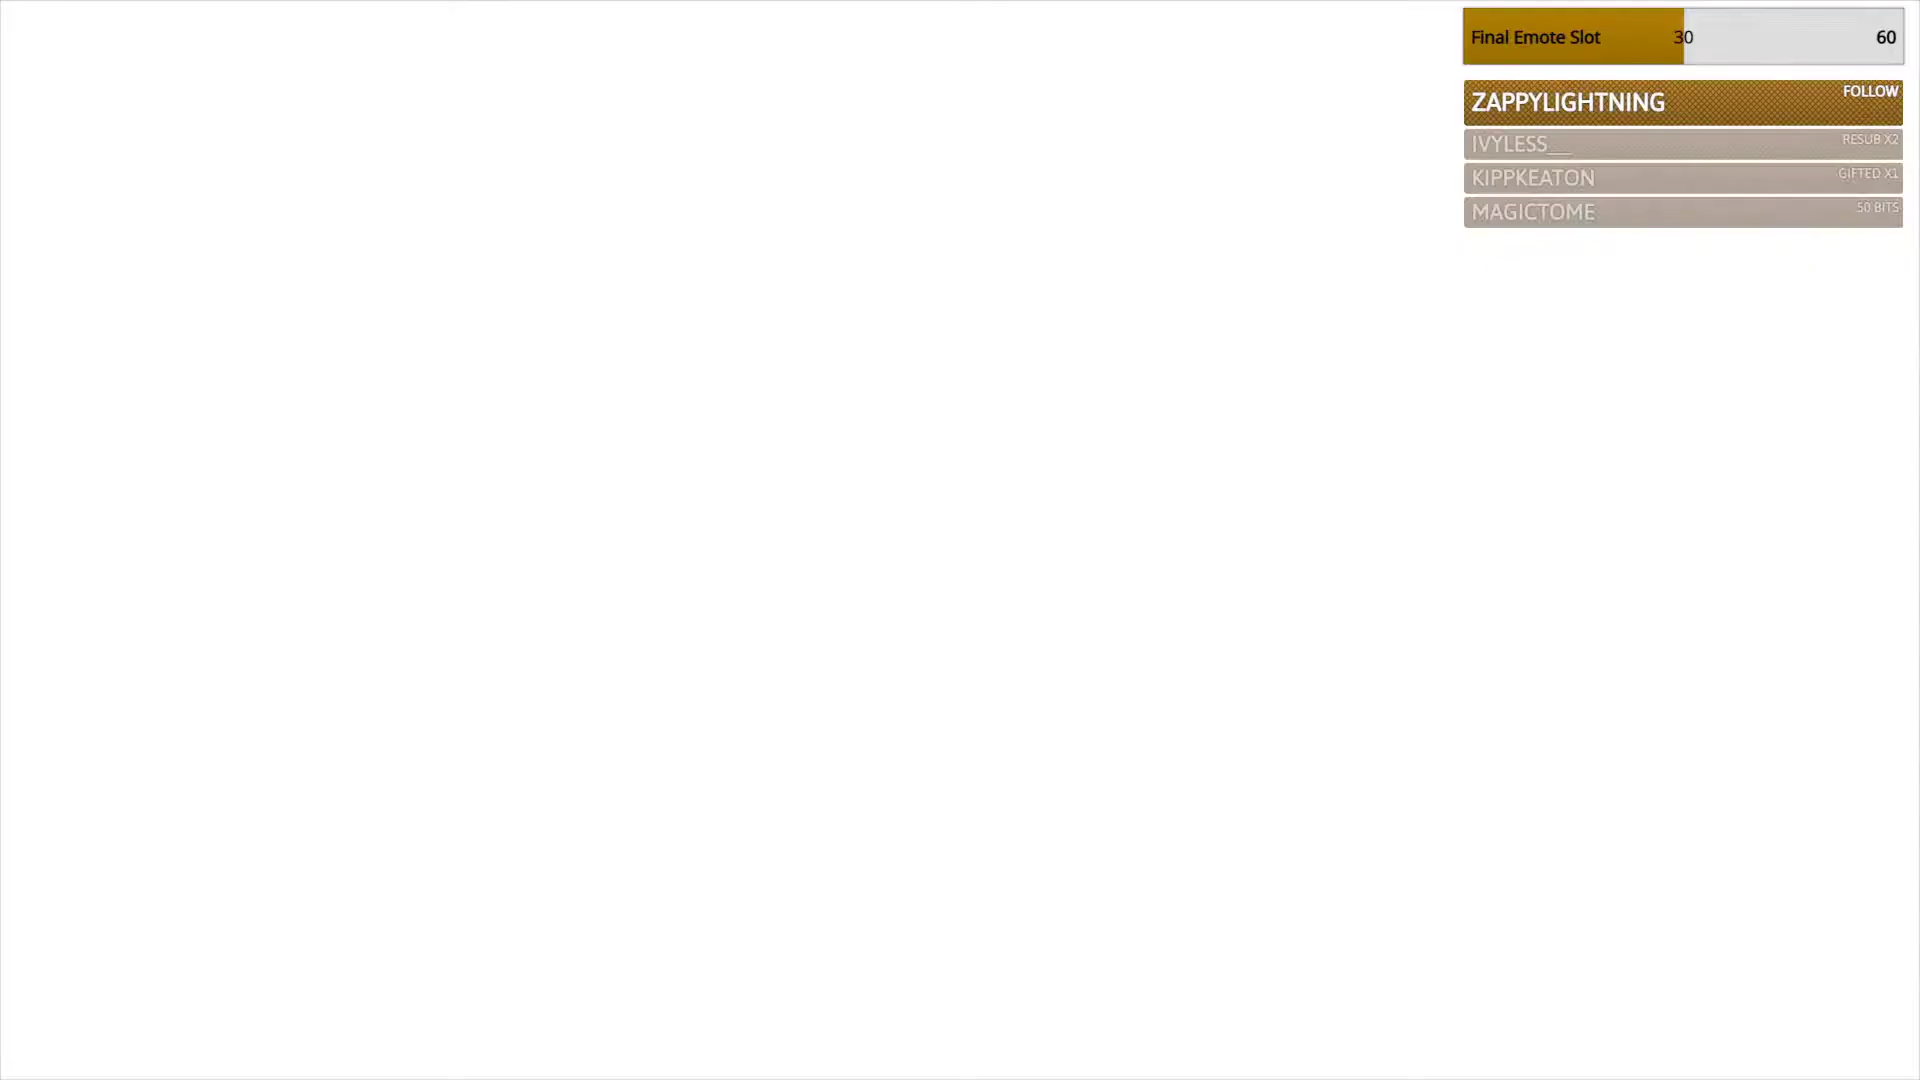 Final Emote Slot 30 60
ZAPPYLIGHTNING FOLLOW
IVYLESS__ RESUB X2
KIPPKEATON GIFTED X1
MAGICTOME 50 BITS